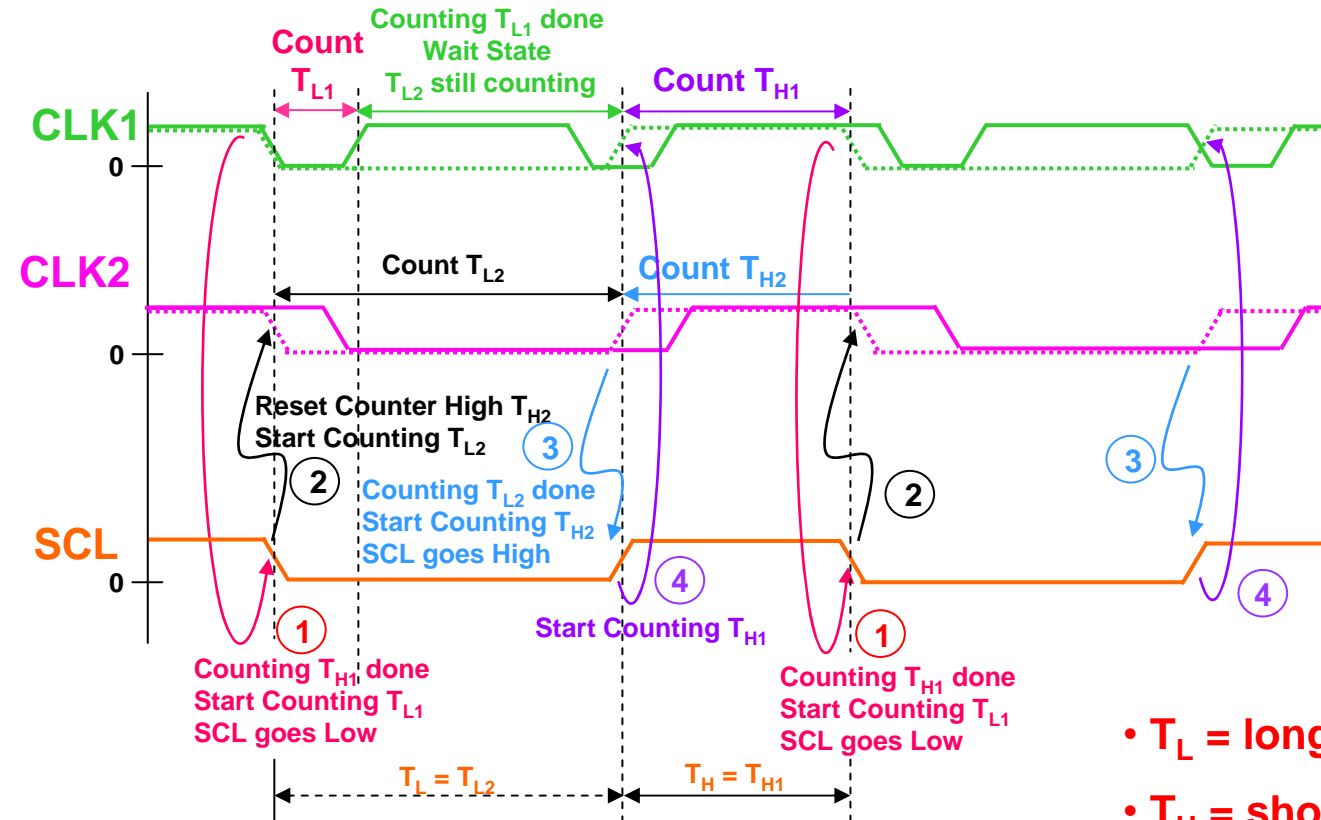 Counting TL1 done
Wait State
TL2 still counting
Count
TL1
Count TH1
CLK1
0
Count TL2
Count TH2
CLK2
0
Reset Counter High TH2
Start Counting TL2
3
2
Counting TL2 done
Start Counting TH2
SCL goes High
3
2
SCL
0
4
4
Start Counting TH1
1
1
Counting TH1 done
Start Counting TL1
SCL goes Low
Counting TH1 done
Start Counting TL1
SCL goes Low
TL = TL2
TH = TH1
• TL = long
• TH = sho